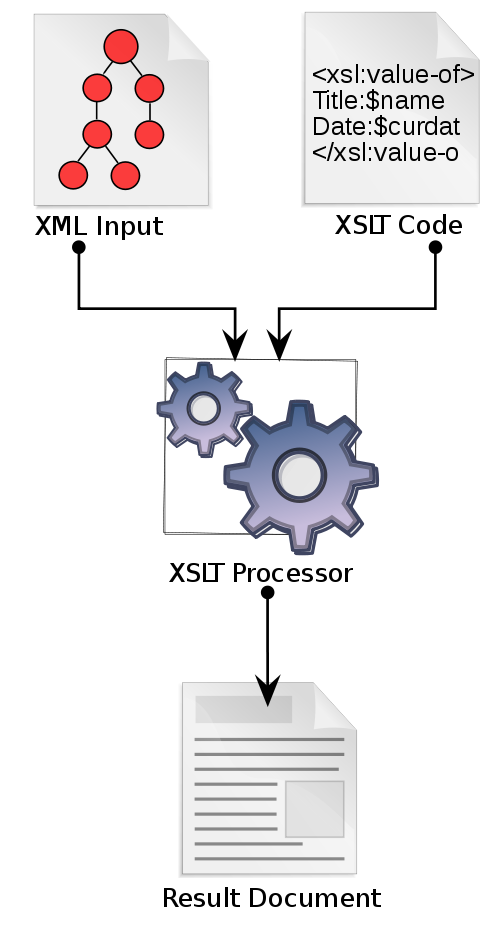 <xsl:value-of>
Title:$name
Date:$curdat
</xsl:value-o
XML Input
XSLT Code
XSLT Processor
Result Document